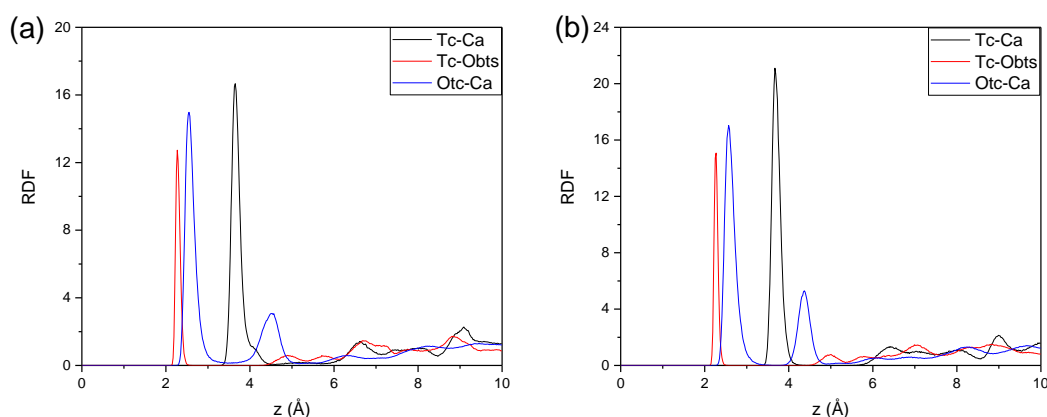 (a)
20
16
12
8
4
0
RDF
0 2 4 6 8 10
z (Å)
Tc-Ca
Tc-Obts
Otc-Ca
(b)
24
20
16
12
8
4
0
RDF
0 2 4 6 8 10
z (Å)
Tc-Ca
Tc-Obts
Otc-Ca